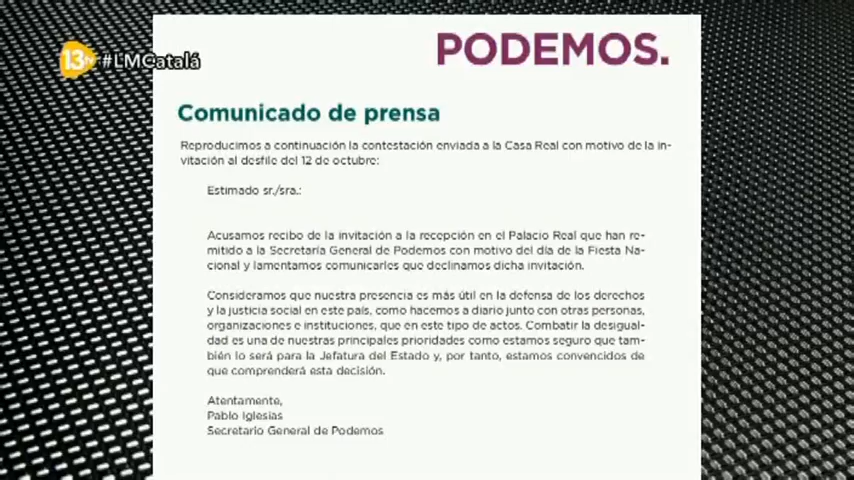 13tv #LMCatalá
PODEMOS.
Comunicado de prensa
Reproducimos a continuación la contestación enviada a la Casa Real con motivo de la in-
vitación al desfile del 12 de octubre:
Estimado sr./sra.:
Acusamos recibo de la invitación a la recepción en el Palacio Real que han re-
mitido a la Secretaría General de Podemos con motivo del día de la Fiesta Na-
cional y lamentamos comunicarles que declinamos dicha invitación.
Consideramos que nuestra presencia es más útil en la defensa de los derechos
y la justicia social en este país, como hacemos a diario junto con otras personas,
organizaciones e instituciones, que en este tipo de actos. Combatir la desigual-
dad es una de nuestras principales prioridades como estamos seguro que tam-
bién lo será para la Jefatura del Estado y, por tanto, estamos convencidos de
que comprenderá esta decisión.
Atentamente,
Pablo Iglesias
Secretario General de Podemos